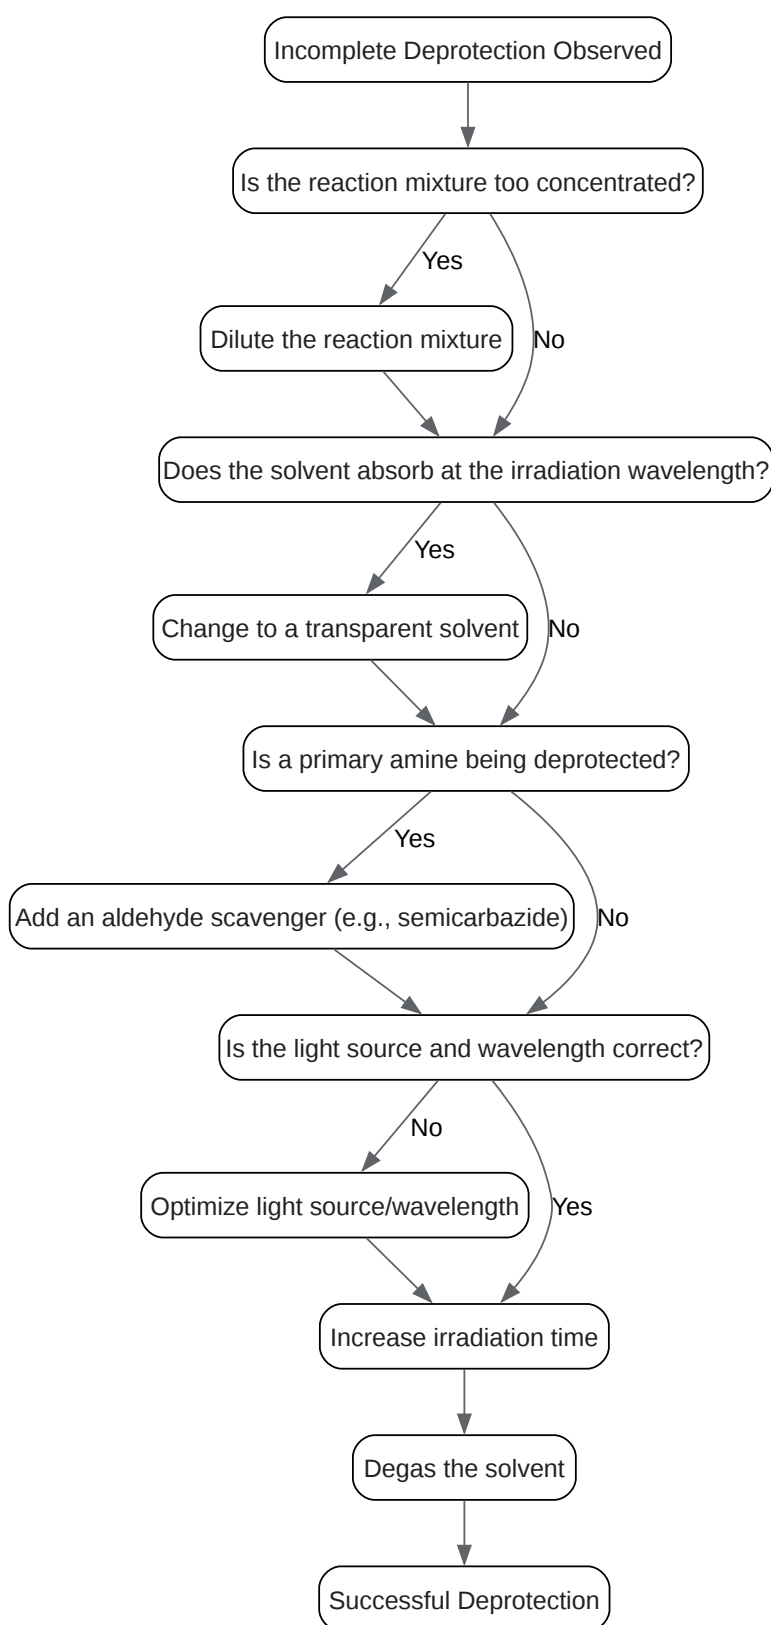 Incomplete Deprotection Observed
Is the reaction mixture too concentrated?
Yes
Dilute the reaction mixture
No
Does the solvent absorb at the irradiation wavelength?
Yes
Change to a transparent solvent
No
Is a primary amine being deprotected?
Yes
Add an aldehyde scavenger (e.g., semicarbazide)
No
Is the light source and wavelength correct?
No
Optimize light source/wavelength
Yes
Increase irradiation time
Degas the solvent
Successful Deprotection